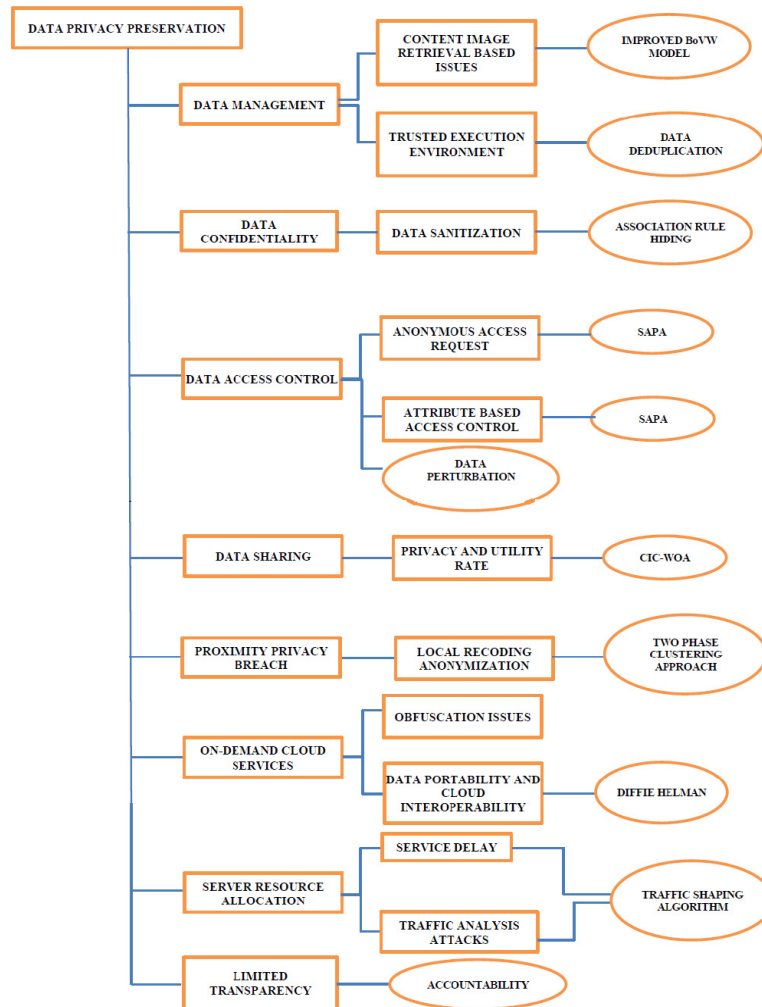 DATA PRIVACY PRESERVATION
CONTENT IMAGE
RETRIEVAL BASED
ISSUES
IMPROVED BoVW
MODEL
DATA MANAGEMENT
TRUSTED EXECUTION
ENVIRONMENT
DATA
DEDUPLICATION
DATA
CONFIDENTIALITY
DATA SANITIZATION
ASSOCIATION RULE
HIDING
ANONYMOUS ACCESS
REQUEST
SAPA
DATA ACCESS CONTROL
ATTRIBUTE BASED
ACCESS CONTROL
SAPA
DATA
PERTURBATION
DATA SHARING
PRIVACY AND UTILITY
RATE
CIC-WOA
PROXIMITY PRIVACY
BREACH
LOCAL RECODING
ANONYMIZATION
TWO PHASE
CLUSTERING
APPROACH
OBFUSCATION ISSUES
ON-DEMAND CLOUD
SERVICES
DATA PORTABILITY AND
CLOUD
INTEROPERABILITY
DIFFIE HELMAN
SERVICE DELAY
SERVER RESOURCE
ALLOCATION
TRAFFIC SHAPING
ALGORITHM
TRAFFIC ANALYSIS
ATTACKS
LIMITED
TRANSPARENCY
ACCOUNTABILITY